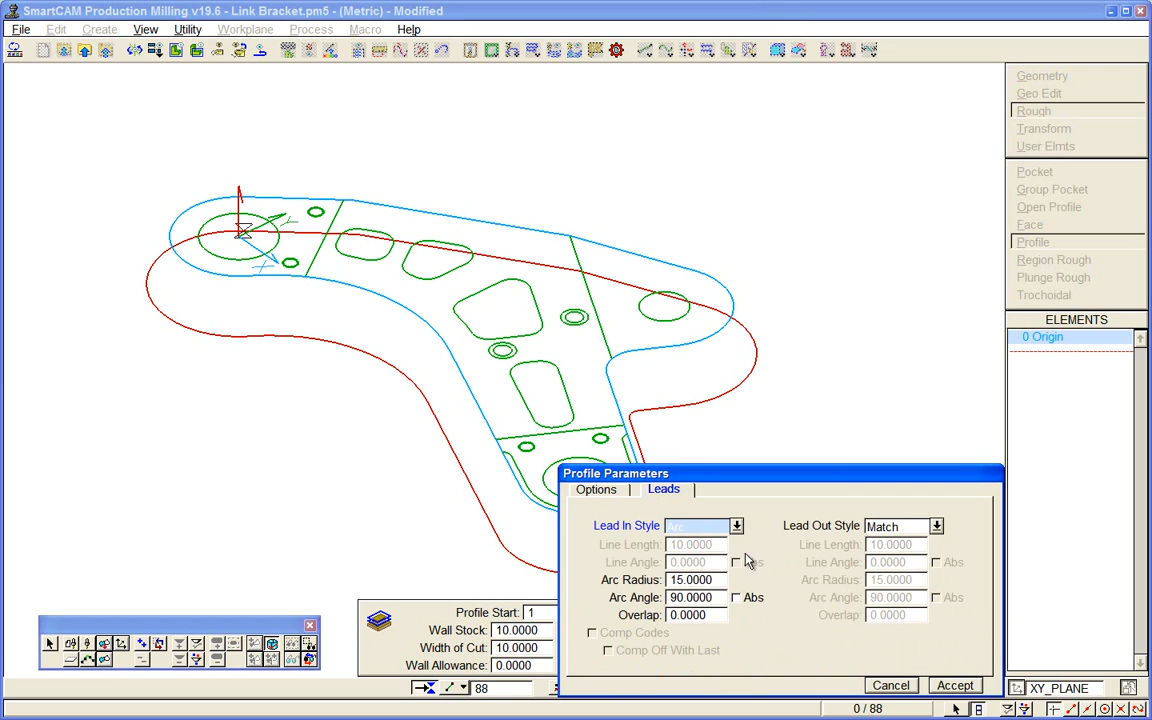 SmartCAM Production Milling v19.6 - Link Bracket.pm5 - (Metric) - Modified
File Edit Create View Utility Workplane Process Macro Help
Geometry
Geo Edit
Rough
Transform
User Elmts
Pocket
Group Pocket
Open Profile
Face
Profile
Region Rough
Plunge Rough
Trochoidal
ELEMENTS
0 Origin
Y
X
Profile Parameters
Options Leads
Lead In Style Arc Lead Out Style Match
Line Length: 10.0000 Line Length: 10.0000
Line Angle: 0.0000 Abs Line Angle: 0.0000 Abs
Arc Radius: 15.0000 Arc Radius: 15.0000
Arc Angle: 90.0000 Abs Arc Angle: 90.0000 Abs
Overlap: 0.0000 Overlap: 0.0000
Comp Codes
Comp Off With Last
Cancel Accept
Profile Start: 1
Wall Stock: 10.0000
Width of Cut: 10.0000
Wall Allowance: 0.0000
88
XY_PLANE
0 / 88